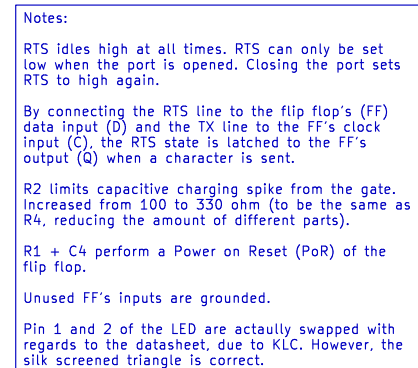 Notes:
RTS idles high at all times. RTS can only be set
low when the port is opened. Closing the port sets
RTS to high again.
By connecting the RTS line to the flip flop's (FF)
data input (D) and the TX line to the FF's clock
input (C), the RTS state is latched to the FF's
output (Q) when a character is sent.
R2 limits capacitive charging spike from the gate.
Increased from 100 to 330 ohm (to be the same as
R4, reducing the amount of different parts).
R1 + C4 perform a Power on Reset (PoR) of the
flip flop.
Unused FF's inputs are grounded.
Pin 1 and 2 of the LED are actaully swapped with
regards to the datasheet, due to KLC. However, the
silk screened triangle is correct.